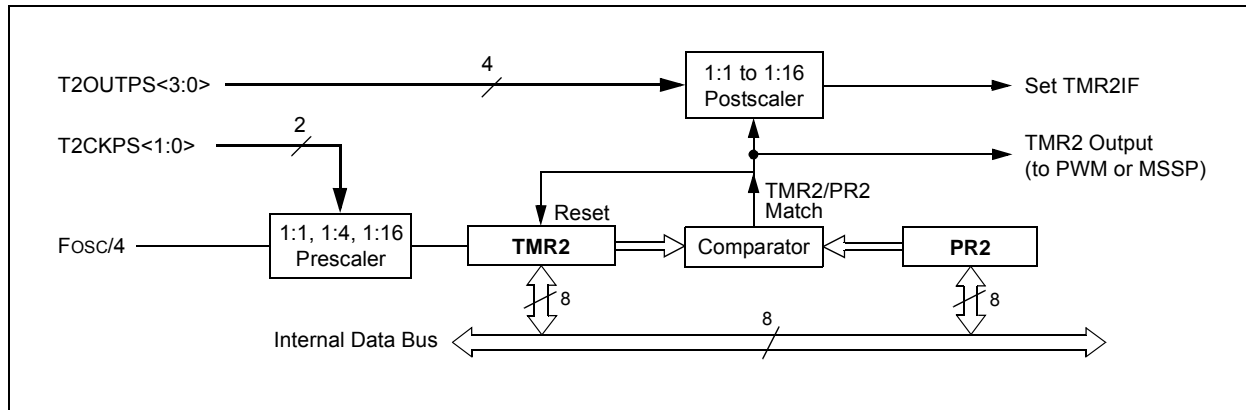 T2OUTPS<3:0>
4
1:1 to 1:16
Postscaler
Set TMR2IF
T2CKPS<1:0>
2
TMR2 Output
(to PWM or MSSP)
TMR2/PR2
Match
Reset
FOSC/4
1:1, 1:4, 1:16
Prescaler
TMR2
Comparator
PR2
8
8
Internal Data Bus
8